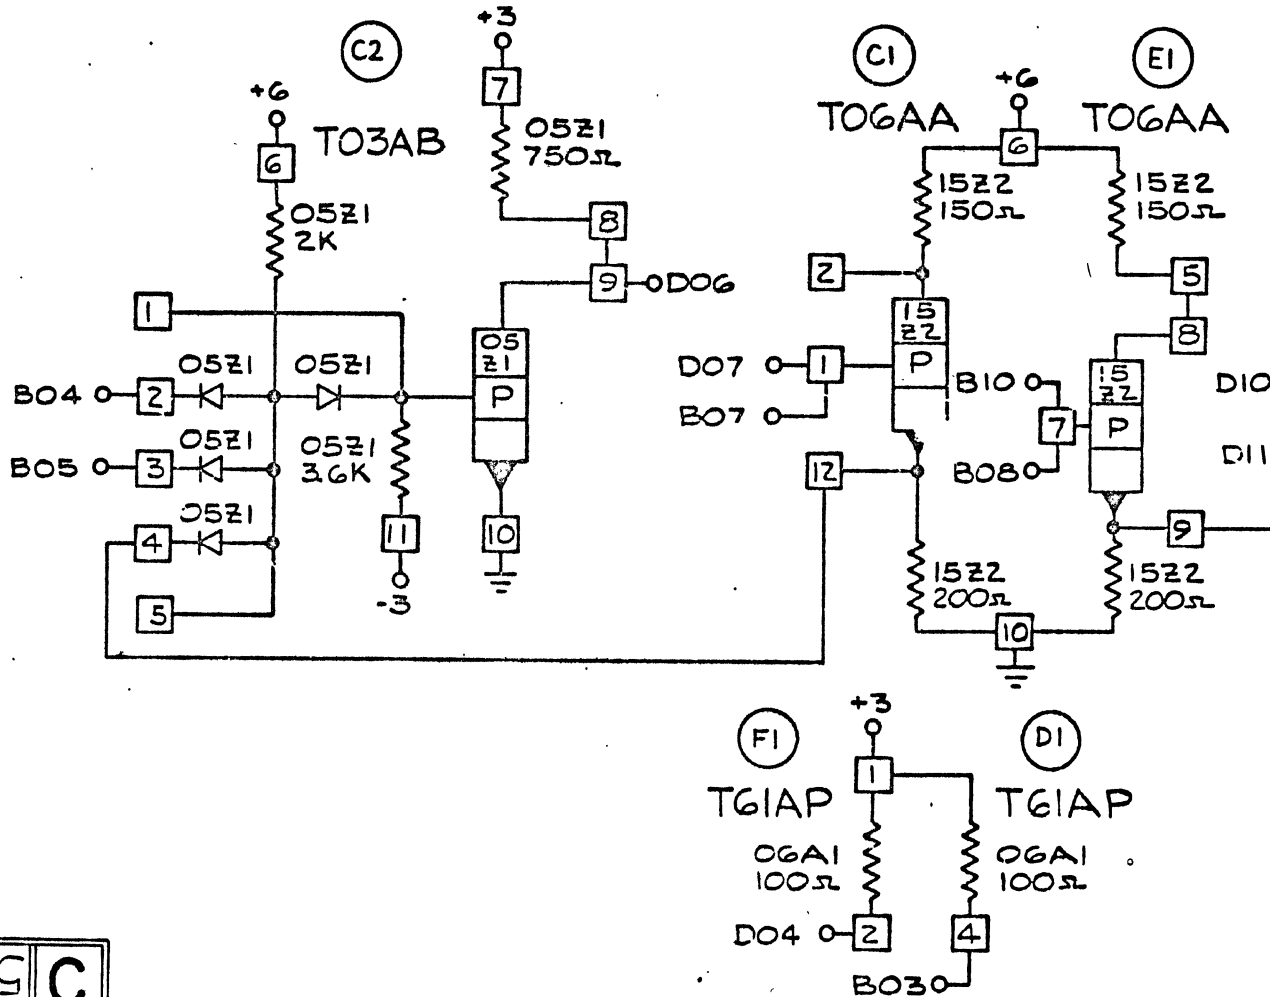 +3
C2
C1
E1
+6
7
+6
T03AB
05Z1
750Ω
T06AA
T06AA
6
6
05Z1
2K
8
15Z2
150Ω
15Z2
150Ω
9
D06
2
5
1
05
Z1
P
15
Z2
P
8
05Z1
05Z1
D07
1
B04
2
B07
B10
15
Z2
P
D10
05Z1
05Z1
3.6K
7
B05
3
12
B08
D11
05Z1
4
11
10
9
5
-3
15Z2
200Ω
15Z2
200Ω
10
+3
F1
D1
1
T61AP
T61AP
06A1
100Ω
06A1
100Ω
D04
2
4
B03
C